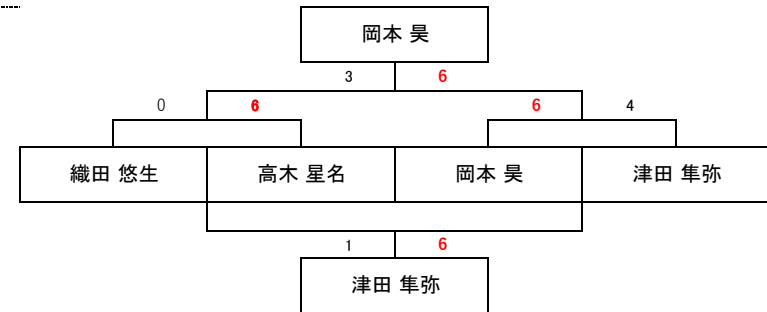 岡本 昊
3 6
0 6 6 4
織田 悠生 高木 星名 岡本 昊 津田 隼弥
1 6
津田 隼弥